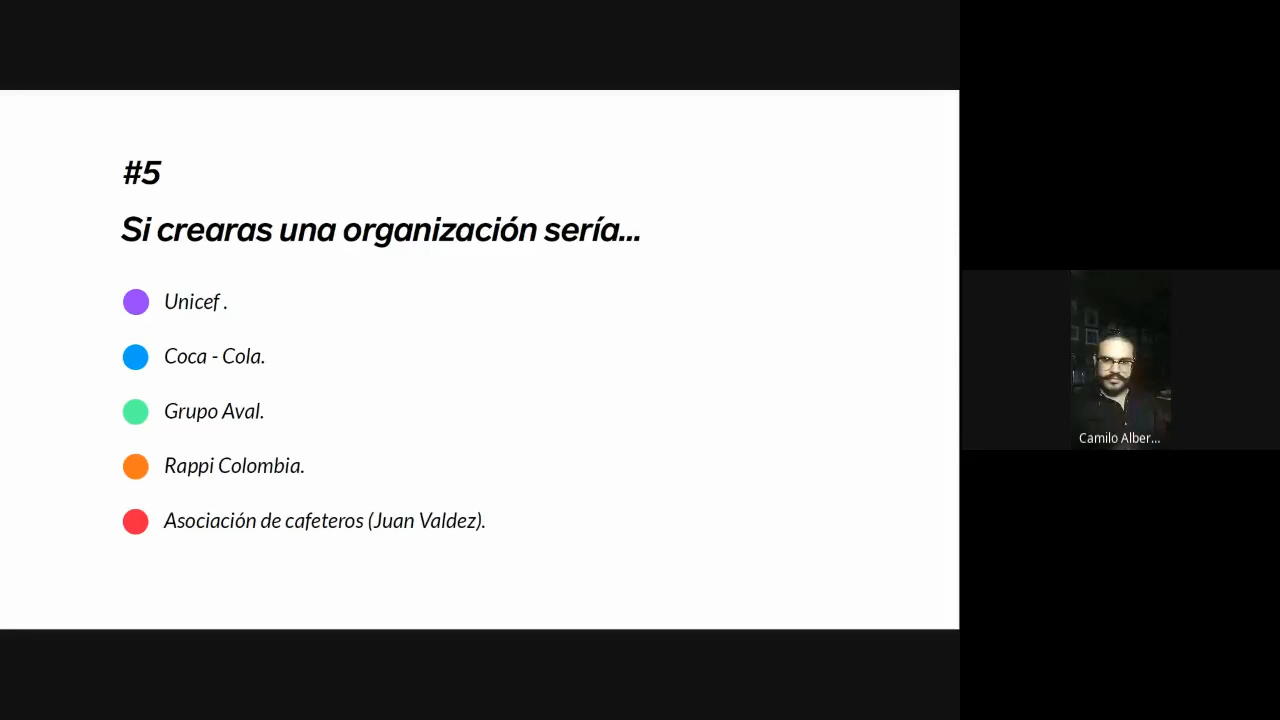 #5
Si crearas una organización sería...
Unicef .
Coca - Cola.
Grupo Aval.
Rappi Colombia.
Asociación de cafeteros (Juan Valdez).
Camilo Alber...